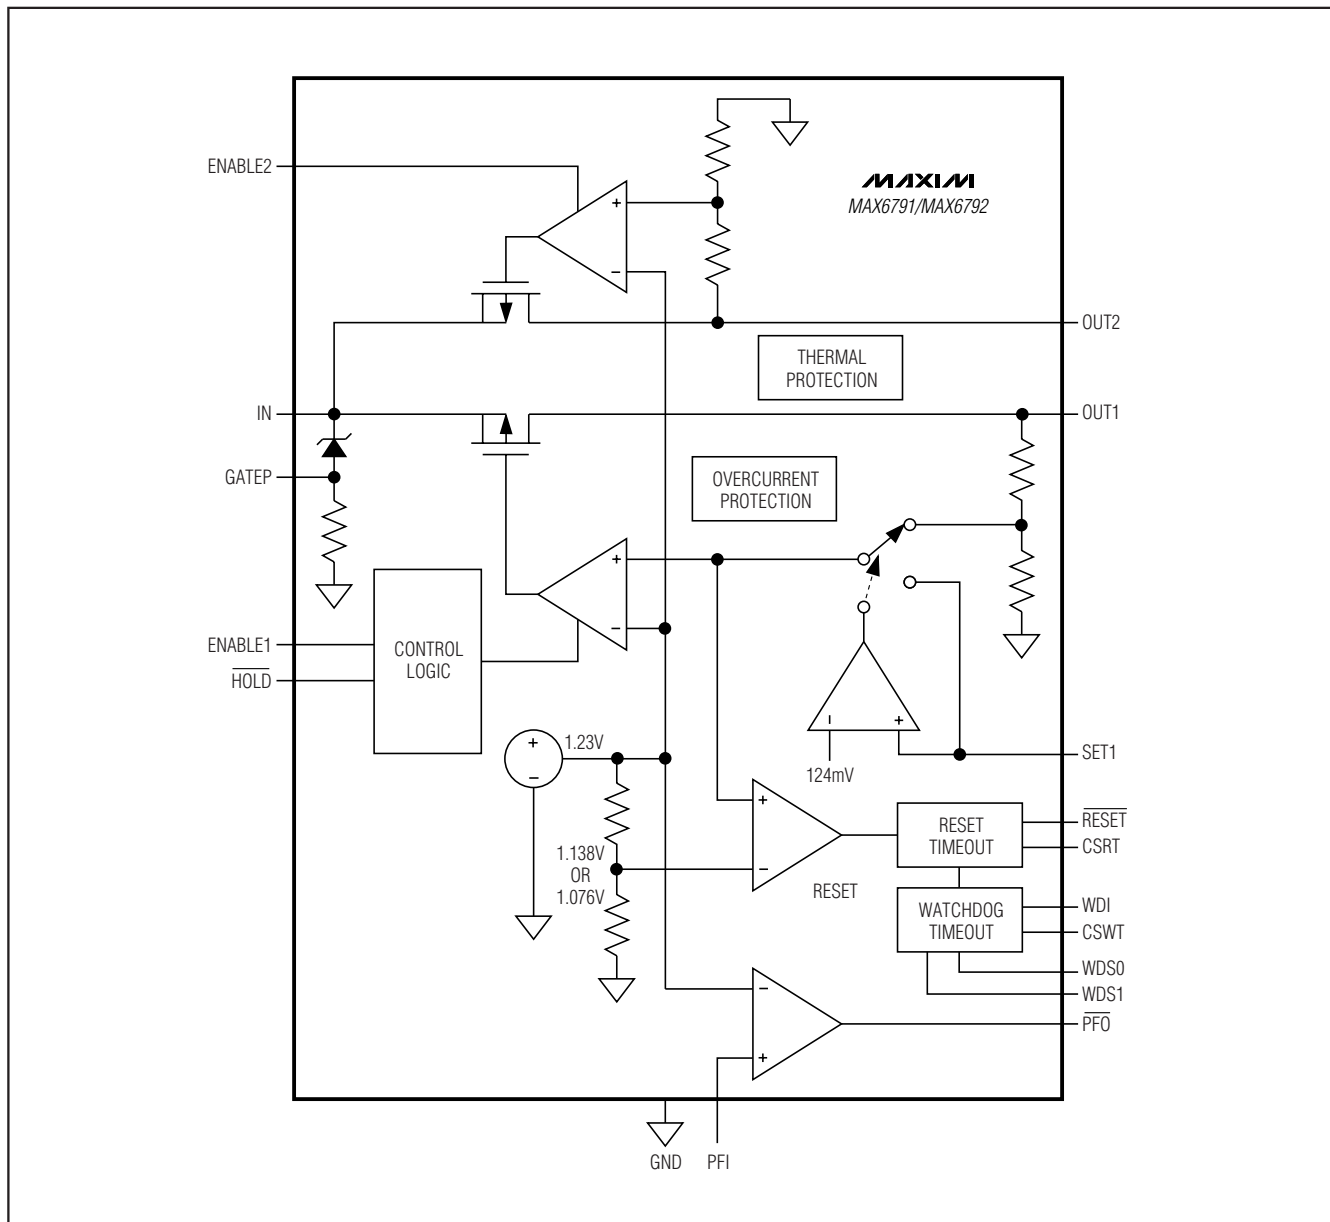 MAXIM
MAX6791/MAX6792
ENABLE2
+
−
OUT2
THERMAL
PROTECTION
IN
OUT1
GATEP
OVERCURRENT
PROTECTION
+
−
ENABLE1
HOLD
CONTROL
LOGIC
+
−
1.23V
− +
124mV
SET1
1.138V
OR
1.076V
+
−
RESET
RESET
TIMEOUT
RESET
CSRT
WATCHDOG
TIMEOUT
WDI
CSWT
WDS0
WDS1
−
+
PFO
GND
PFI